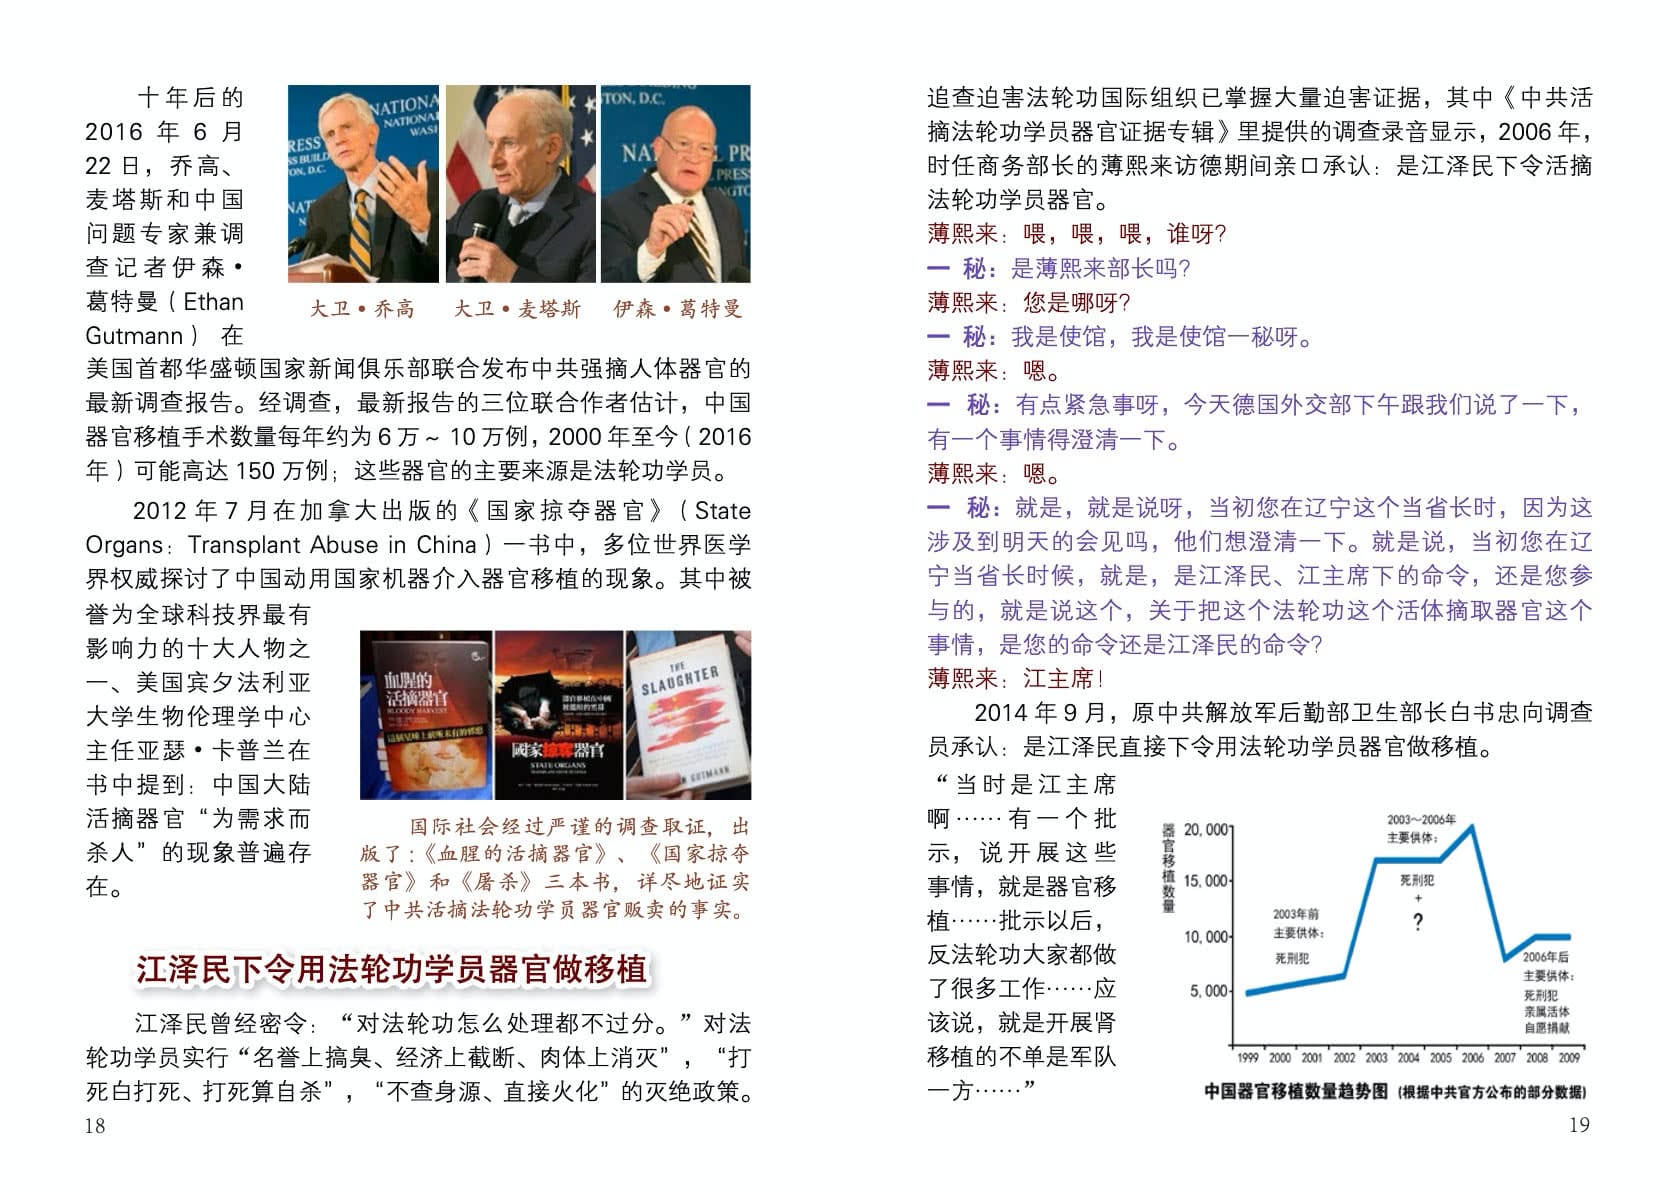 十年后的
2016 年 6 月
22 日，乔高、
麦塔斯和中国
问题专家兼调
查记者伊森·
葛特曼（Ethan
Gutmann） 在
美国首都华盛顿国家新闻俱乐部联合发布中共强摘人体器官的
最新调查报告。经调查，最新报告的三位联合作者估计，中国
器官移植手术数量每年约为 6 万～ 10 万例，2000 年至今（ 2016
年）可能高达 150 万例；这些器官的主要来源是法轮功学员。
NATIONA
NATIONA
WASI
RESS
SS BUILD
ON, D.C.
NAT
TON, D.C.
NA
L PR
PRESS
NGTO
大卫·乔高
大卫·麦塔斯
伊森·葛特曼
2012 年 7 月在加拿大出版的《国家掠夺器官》（ State
Organs：Transplant Abuse in China）一书中，多位世界医学
界权威探讨了中国动用国家机器介入器官移植的现象。其中被
誉为全球科技界最有
影响力的十大人物之
一、美国宾夕法利亚
大学生物伦理学中心
主任亚瑟·卡普兰在
书中提到：中国大陆
活摘器官“为需求而
杀人”的现象普遍存
在。
血腥的
活摘器官
BLOODY HARVEST
這個星球上前所未有的邪惡
國家掠奪器官
STATE ORGANS
THE
SLAUGHTER
N GUTMANN
国际社会经过严谨的调查取证，出
版了：《血腥的活摘器官》、《国家掠夺
器官》和《屠杀》三本书，详尽地证实
了中共活摘法轮功学员器官贩卖的事实。
江泽民下令用法轮功学员器官做移植
江泽民曾经密令：“对法轮功怎么处理都不过分。”对法
轮功学员实行“名誉上搞臭、经济上截断、肉体上消灭”，“打
死白打死、打死算自杀”，“不查身源、直接火化”的灭绝政策。
18
追查迫害法轮功国际组织已掌握大量迫害证据，其中《中共活
摘法轮功学员器官证据专辑》里提供的调查录音显示，2006 年，
时任商务部长的薄熙来访德期间亲口承认：是江泽民下令活摘
法轮功学员器官。
薄熙来：喂，喂，喂，谁呀？
一 秘：是薄熙来部长吗？
薄熙来：您是哪呀？
一 秘：我是使馆，我是使馆一秘呀。
薄熙来：嗯。
一 秘：有点紧急事呀，今天德国外交部下午跟我们说了一下，
有一个事情得澄清一下。
薄熙来：嗯。
一 秘：就是，就是说呀，当初您在辽宁这个当省长时，因为这
涉及到明天的会见吗，他们想澄清一下。就是说，当初您在辽
宁当省长时候，就是，是江泽民、江主席下的命令，还是您参
与的，就是说这个，关于把这个法轮功这个活体摘取器官这个
事情，是您的命令还是江泽民的命令？
薄熙来：江主席！
2014 年 9 月，原中共解放军后勤部卫生部长白书忠向调查
员承认：是江泽民直接下令用法轮功学员器官做移植。
“当时是江主席
啊……有一个批
示，说开展这些
事情，就是器官移
植……批示以后，
反法轮功大家都做
了很多工作……应
该说，就是开展肾
移植的不单是军队
一方……”
器官移植数量
20,000
15,000
10,000
5,000
2003年前
主要供体：
死刑犯
2003～2006年
主要供体：
死刑犯
+
?
2006年后
主要供体：
死刑犯
亲属活体
自愿捐献
1999 2000 2001 2002 2003 2004 2005 2006 2007 2008 2009
中国器官移植数量趋势图（根据中共官方公布的部分数据）
19